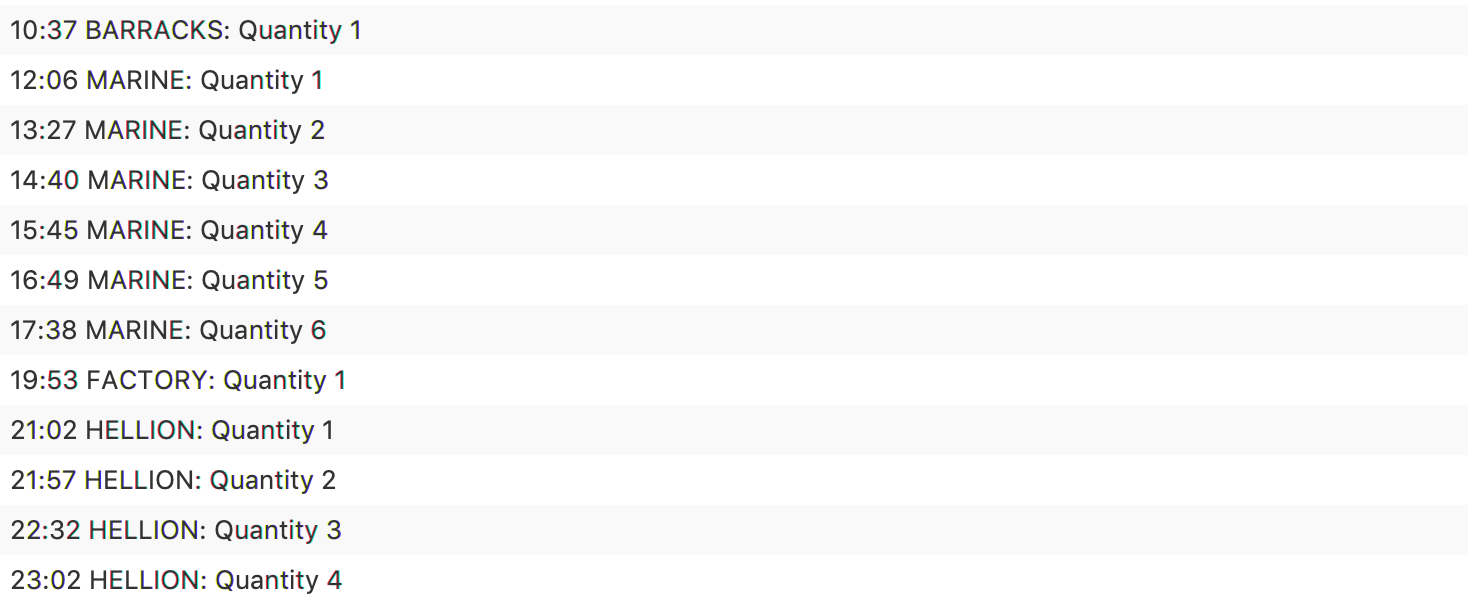 10:37 BARRACKS: Quantity 1
12:06 MARINE: Quantity 1
13:27 MARINE: Quantity 2
14:40 MARINE: Quantity 3
15:45 MARINE: Quantity 4
16:49 MARINE: Quantity 5
17:38 MARINE: Quantity 6
19:53 FACTORY: Quantity 1
21:02 HELLION: Quantity 1
21:57 HELLION: Quantity 2
22:32 HELLION: Quantity 3
23:02 HELLION: Quantity 4